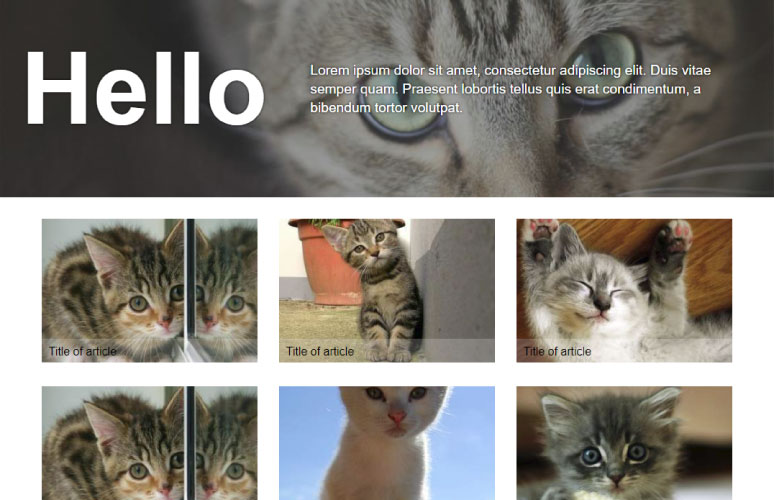 Hello
Lorem ipsum dolor sit amet, consectetur adipiscing elit. Duis vitae
semper quam. Praesent lobortis tellus quis erat condimentum, a
bibendum tortor volutpat.
Title of article
Title of article
Title of article